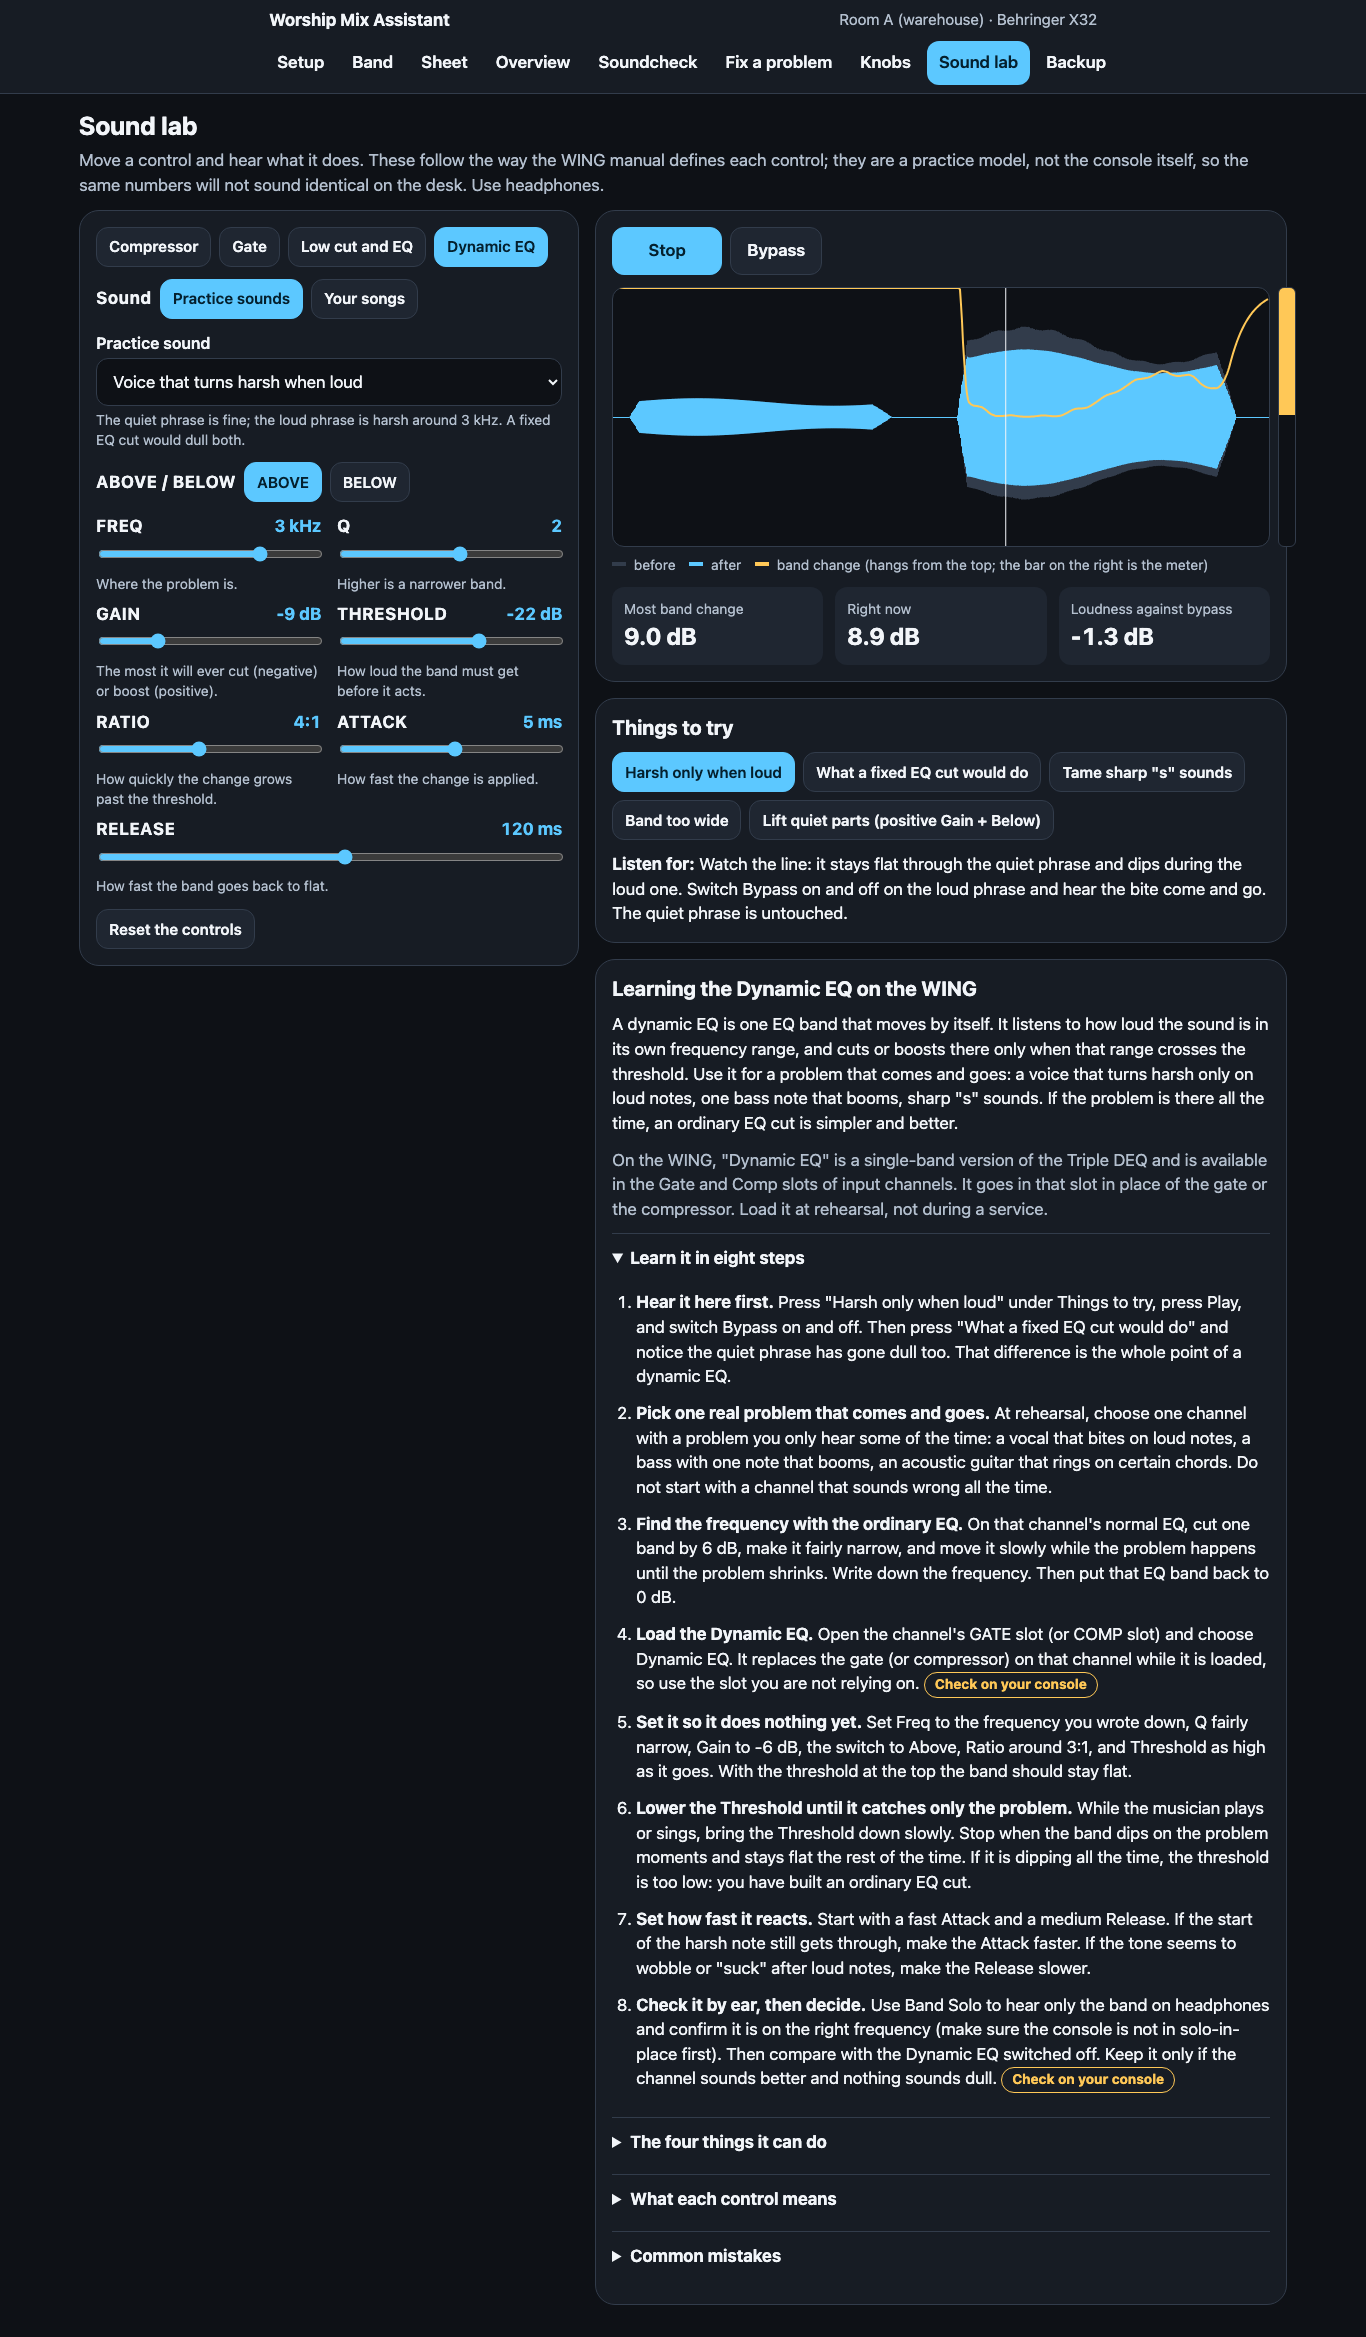 Worship Mix Assistant
Room A (warehouse) · Behringer X32
Setup Band Sheet Overview Soundcheck Fix a problem Knobs Sound lab Backup
Sound lab
Move a control and hear what it does. These follow the way the WING manual defines each control; they are a practice model, not the console itself, so the
same numbers will not sound identical on the desk. Use headphones.
Compressor Gate Low cut and EQ Dynamic EQ
Sound Practice sounds Your songs
Practice sound
Voice that turns harsh when loud
The quiet phrase is fine; the loud phrase is harsh around 3 kHz. A fixed
EQ cut would dull both.
ABOVE / BELOW ABOVE BELOW
FREQ 3 kHz Q 2
Where the problem is. Higher is a narrower band.
GAIN -9 dB THRESHOLD -22 dB
The most it will ever cut (negative)
or boost (positive).
How loud the band must get
before it acts.
RATIO 4:1 ATTACK 5 ms
How quickly the change grows
past the threshold.
How fast the change is applied.
RELEASE 120 ms
How fast the band goes back to flat.
Reset the controls
Stop Bypass
before after band change (hangs from the top; the bar on the right is the meter)
Most band change
9.0 dB
Right now
8.9 dB
Loudness against bypass
-1.3 dB
Things to try
Harsh only when loud What a fixed EQ cut would do Tame sharp "s" sounds
Band too wide Lift quiet parts (positive Gain + Below)
Listen for: Watch the line: it stays flat through the quiet phrase and dips during the
loud one. Switch Bypass on and off on the loud phrase and hear the bite come and go.
The quiet phrase is untouched.
Learning the Dynamic EQ on the WING
A dynamic EQ is one EQ band that moves by itself. It listens to how loud the sound is in
its own frequency range, and cuts or boosts there only when that range crosses the
threshold. Use it for a problem that comes and goes: a voice that turns harsh only on
loud notes, one bass note that booms, sharp "s" sounds. If the problem is there all the
time, an ordinary EQ cut is simpler and better.
On the WING, "Dynamic EQ" is a single-band version of the Triple DEQ and is available
in the Gate and Comp slots of input channels. It goes in that slot in place of the gate or
the compressor. Load it at rehearsal, not during a service.
▼ Learn it in eight steps
1. Hear it here first. Press "Harsh only when loud" under Things to try, press Play,
and switch Bypass on and off. Then press "What a fixed EQ cut would do" and
notice the quiet phrase has gone dull too. That difference is the whole point of a
dynamic EQ.
2. Pick one real problem that comes and goes. At rehearsal, choose one channel
with a problem you only hear some of the time: a vocal that bites on loud notes, a
bass with one note that booms, an acoustic guitar that rings on certain chords. Do
not start with a channel that sounds wrong all the time.
3. Find the frequency with the ordinary EQ. On that channel's normal EQ, cut one
band by 6 dB, make it fairly narrow, and move it slowly while the problem happens
until the problem shrinks. Write down the frequency. Then put that EQ band back to
0 dB.
4. Load the Dynamic EQ. Open the channel's GATE slot (or COMP slot) and choose
Dynamic EQ. It replaces the gate (or compressor) on that channel while it is loaded,
so use the slot you are not relying on. Check on your console
5. Set it so it does nothing yet. Set Freq to the frequency you wrote down, Q fairly
narrow, Gain to -6 dB, the switch to Above, Ratio around 3:1, and Threshold as high
as it goes. With the threshold at the top the band should stay flat.
6. Lower the Threshold until it catches only the problem. While the musician plays
or sings, bring the Threshold down slowly. Stop when the band dips on the problem
moments and stays flat the rest of the time. If it is dipping all the time, the threshold
is too low: you have built an ordinary EQ cut.
7. Set how fast it reacts. Start with a fast Attack and a medium Release. If the start
of the harsh note still gets through, make the Attack faster. If the tone seems to
wobble or "suck" after loud notes, make the Release slower.
8. Check it by ear, then decide. Use Band Solo to hear only the band on headphones
and confirm it is on the right frequency (make sure the console is not in solo-in-
place first). Then compare with the Dynamic EQ switched off. Keep it only if the
channel sounds better and nothing sounds dull. Check on your console
▶ The four things it can do
▶ What each control means
▶ Common mistakes